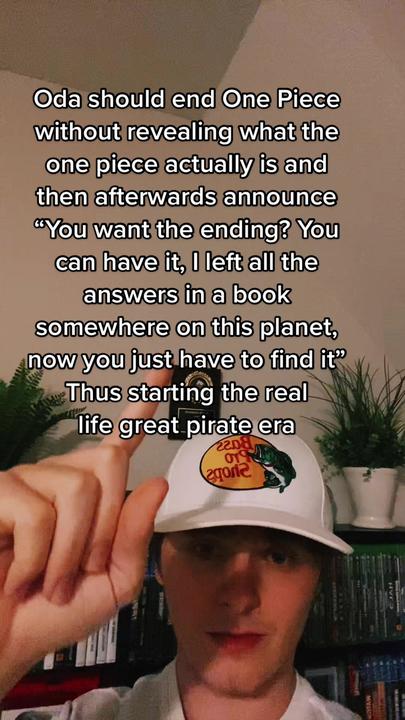 Oda should end One Piece
without revealing what the
one piece actually is and
then afterwards announce
“You want the ending? You
can have it, I left all the
answers in a book
somewhere on this planet,
now you just have to find it”
Thus starting the real
life great pirate era
Bass
Pro
Shops